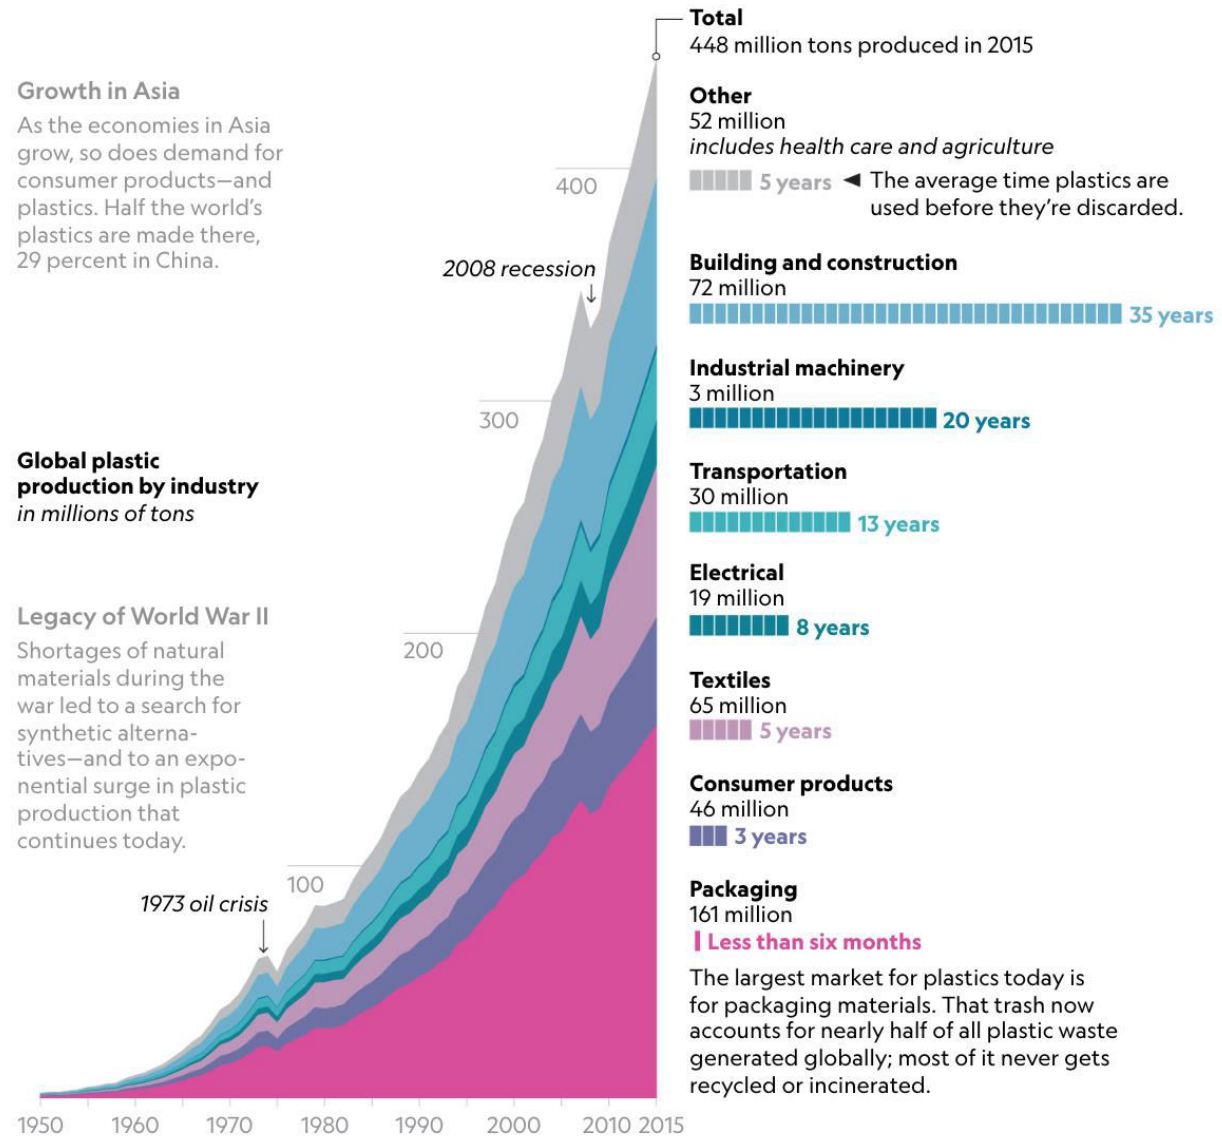 Total
448 million tons produced in 2015
Growth in Asia
As the economies in Asia
grow, so does demand for
consumer products—and
plastics. Half the world's
plastics are made there,
29 percent in China.
Other
52 million
includes health care and agriculture
5 years ◄ The average time plastics are
used before they're discarded.
400
2008 recession
Building and construction
72 million
35 years
Industrial machinery
3 million
20 years
300
Global plastic
production by industry
in millions of tons
Transportation
30 million
13 years
Electrical
19 million
8 years
Legacy of World War II
Shortages of natural
materials during the
war led to a search for
synthetic alterna-
tives—and to an expo-
nential surge in plastic
production that
continues today.
200
Textiles
65 million
5 years
Consumer products
46 million
3 years
100
1973 oil crisis
Packaging
161 million
Less than six months
The largest market for plastics today is
for packaging materials. That trash now
accounts for nearly half of all plastic waste
generated globally; most of it never gets
recycled or incinerated.
1950 1960 1970 1980 1990 2000 2010 2015